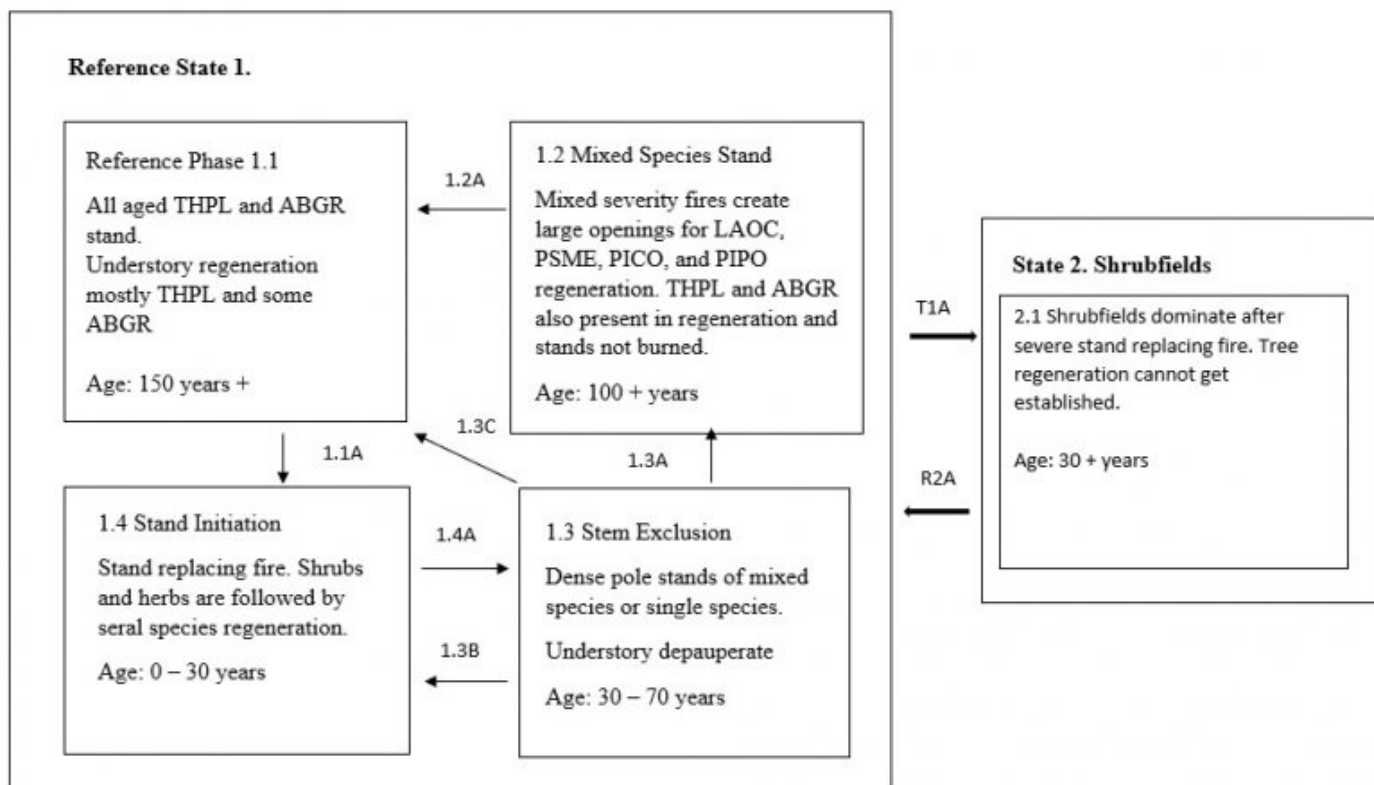 Reference State 1.
Reference Phase 1.1
All aged THPL and ABGR
stand.
Understory regeneration
mostly THPL and some
ABGR
Age: 150 years +
1.2A
1.2 Mixed Species Stand
Mixed severity fires create
large openings for LAOC,
PSME, PICO, and PIPO
regeneration. THPL and ABGR
also present in regeneration and
stands not burned.
Age: 100 + years
1.1A
1.3C
1.3A
1.4 Stand Initiation
Stand replacing fire. Shrubs
and herbs are followed by
seral species regeneration.
Age: 0 – 30 years
1.4A
1.3B
1.3 Stem Exclusion
Dense pole stands of mixed
species or single species.
Understory depauperate
Age: 30 – 70 years
T1A
R2A
State 2. Shrubfields
2.1 Shrubfields dominate after
severe stand replacing fire. Tree
regeneration cannot get
established.
Age: 30 + years